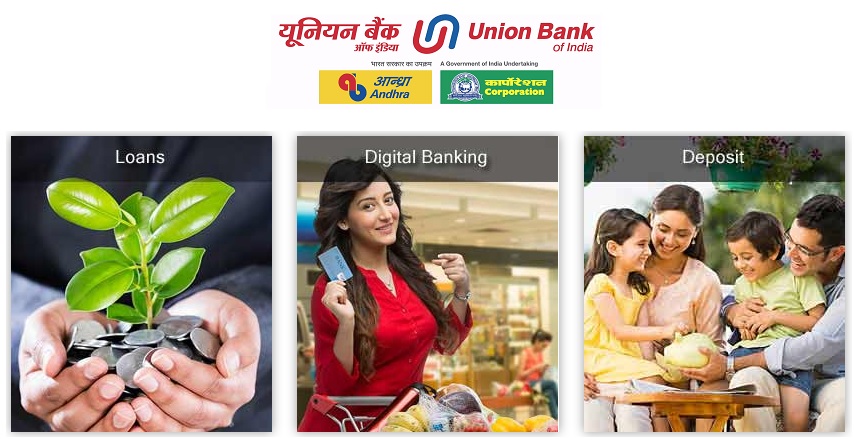 यूनियन बैंक
ऑफ इंडिया
Union Bank
of India
भारत सरकार का उपक्रम
A Government of India Undertaking
आन्ध्रा
Andhra
कार्पोरेशन
Corporation
Loans
Digital Banking
Deposit